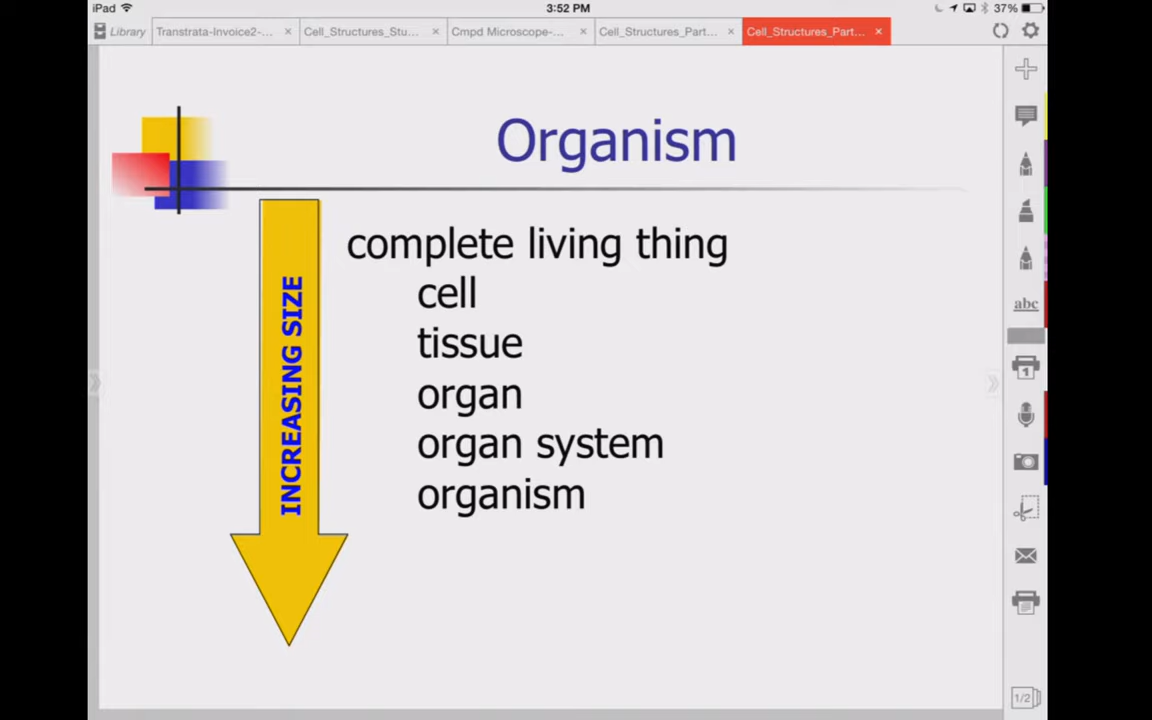 iPad 3:52 PM 37%
Library Transtrata-Invoice2-... × Cell_Structures_Stu... × Cmpd Microscope-... × Cell_Structures_Part... × Cell_Structures_Part... ×
Organism
INCREASING SIZE
complete living thing
cell
tissue
organ
organ system
organism
abc
1
1/2